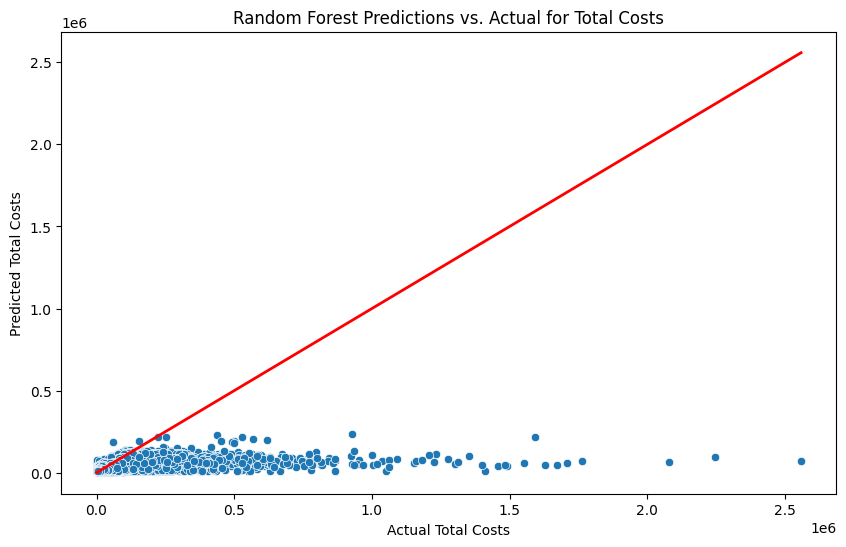 Random Forest Predictions vs. Actual for Total Costs
1e6
2.5
2.0
1.5
1.0
0.5
0.0
Predicted Total Costs
0.0 0.5 1.0 1.5 2.0 2.5
1e6
Actual Total Costs